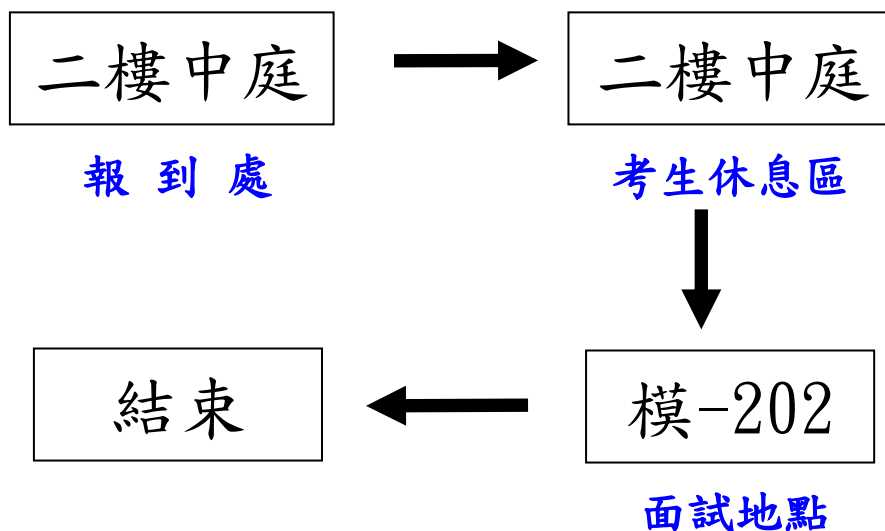 二樓中庭
報 到 處
二樓中庭
考生休息區
模-202
面試地點
結束